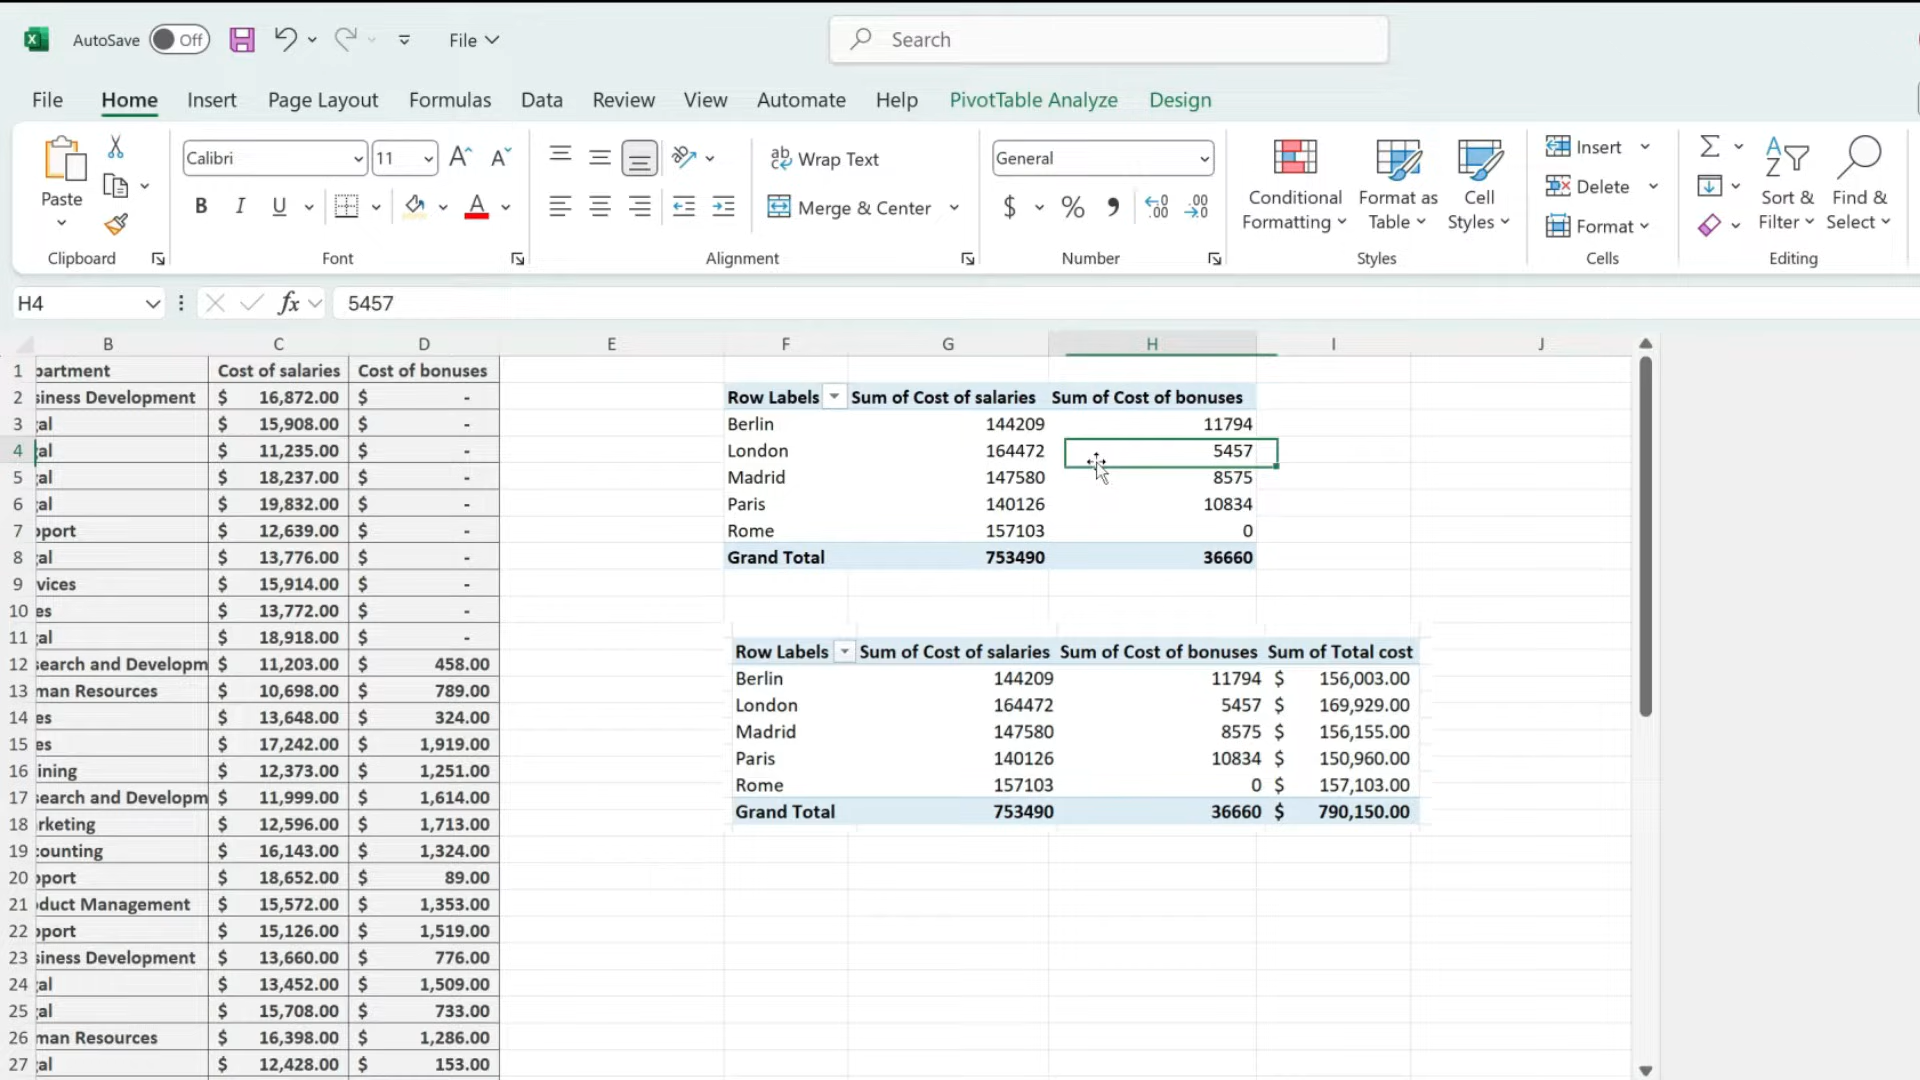 AutoSave Off File Search
File Home Insert Page Layout Formulas Data Review View Automate Help PivotTable Analyze Design
Paste
Clipboard
Calibri 11
B I U A
Font
ab Wrap Text
Merge & Center
Alignment
General
$ % 9 .00 .00
Number
Conditional Formatting
Format as Table
Cell Styles
Styles
Insert
Delete
Format
Cells
Sort & Filter
Find & Select
Editing
H4 fx 5457
B C D E F G H I J
1 partment Cost of salaries Cost of bonuses
2 siness Development $ 16,872.00 $ - Row Labels Sum of Cost of salaries Sum of Cost of bonuses
3 al $ 15,908.00 $ - Berlin 144209 11794
4 al $ 11,235.00 $ - London 164472 5457
5 al $ 18,237.00 $ - Madrid 147580 8575
6 al $ 19,832.00 $ - Paris 140126 10834
7 pport $ 12,639.00 $ - Rome 157103 0
8 al $ 13,776.00 $ - Grand Total 753490 36660
9 vices $ 15,914.00 $ -
10 es $ 13,772.00 $ -
11 al $ 18,918.00 $ -
12 search and Developm $ 11,203.00 $ 458.00
13 man Resources $ 10,698.00 $ 789.00
14 es $ 13,648.00 $ 324.00
15 es $ 17,242.00 $ 1,919.00
16 ining $ 12,373.00 $ 1,251.00
17 search and Developm $ 11,999.00 $ 1,614.00
18 rketing $ 12,596.00 $ 1,713.00
19 counting $ 16,143.00 $ 1,324.00
20 pport $ 18,652.00 $ 89.00
21 duct Management $ 15,572.00 $ 1,353.00
22 pport $ 15,126.00 $ 1,519.00
23 siness Development $ 13,660.00 $ 776.00
24 al $ 13,452.00 $ 1,509.00
25 al $ 15,708.00 $ 733.00
26 man Resources $ 16,398.00 $ 1,286.00
27 al $ 12,428.00 $ 153.00
Row Labels Sum of Cost of salaries Sum of Cost of bonuses Sum of Total cost
Berlin 144209 11794 $ 156,003.00
London 164472 5457 $ 169,929.00
Madrid 147580 8575 $ 156,155.00
Paris 140126 10834 $ 150,960.00
Rome 157103 0 $ 157,103.00
Grand Total 753490 36660 $ 790,150.00